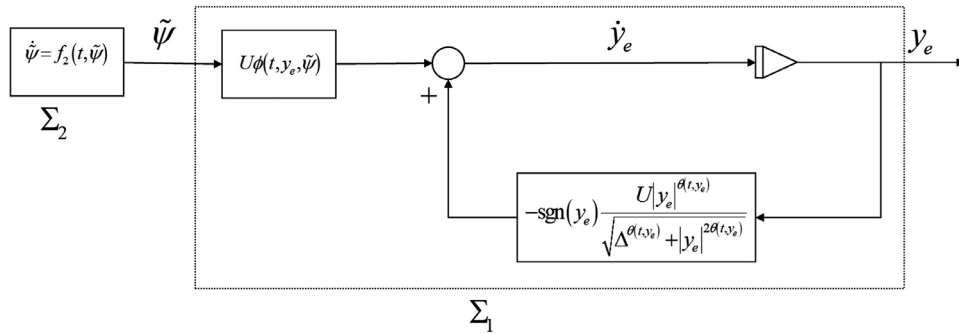 ψ̃̇ = f₂(t,ψ̃)
Σ₂
ψ̃
Uϕ(t,yₑ,ψ̃)
+
ẏₑ
yₑ
−sgn(yₑ) U|yₑ|^θ(t,yₑ) / √(Δ^θ(t,yₑ) + |yₑ|^2θ(t,yₑ))
Σ₁